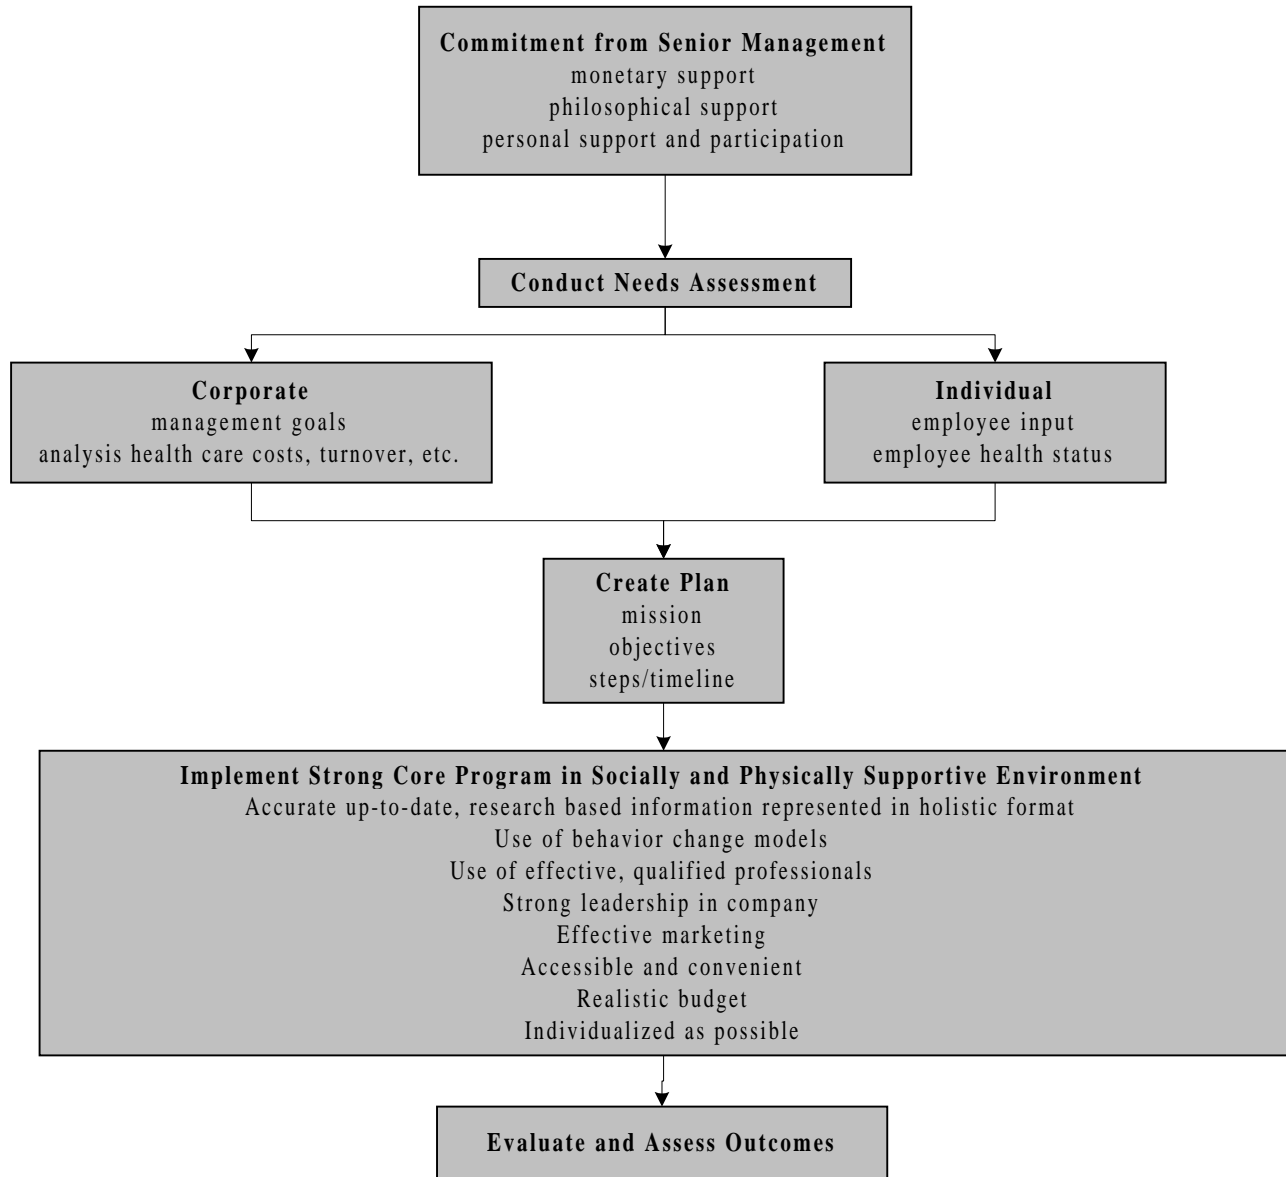 Commitment from Senior Management
monetary support
philosophical support
personal support and participation
Conduct Needs Assessment
Corporate
management goals
analysis health care costs, turnover, etc.
Individual
employee input
employee health status
Create Plan
mission
objectives
steps/timeline
Implement Strong Core Program in Socially and Physically Supportive Environment
Accurate up-to-date, research based information represented in holistic format
Use of behavior change models
Use of effective, qualified professionals
Strong leadership in company
Effective marketing
Accessible and convenient
Realistic budget
Individualized as possible
Evaluate and Assess Outcomes